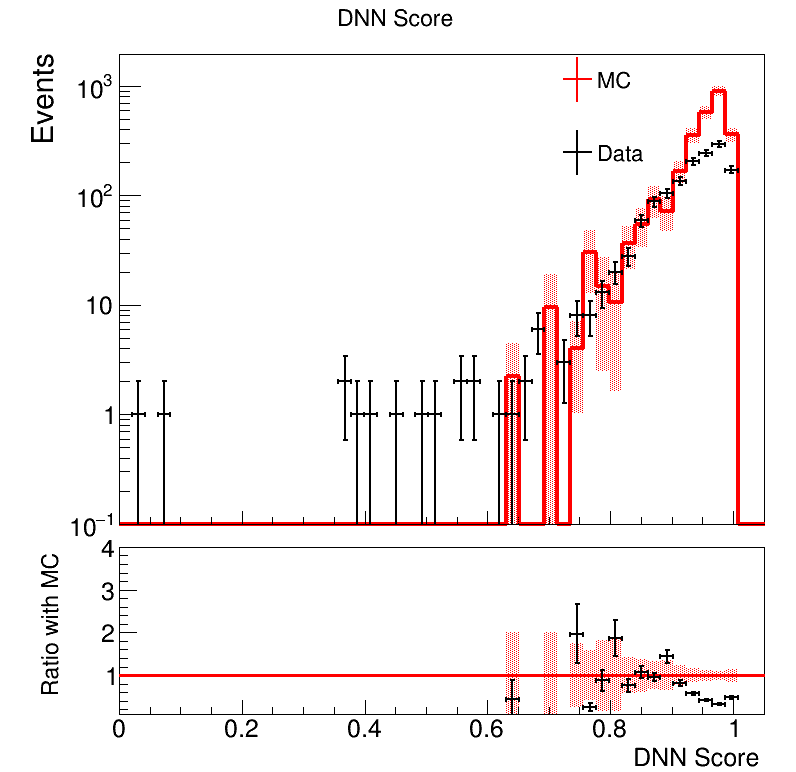 DNN Score
Events
10³
10²
10
1
10⁻¹
MC
Data
Ratio with MC
4
3
2
1
0 0.2 0.4 0.6 0.8 1
DNN Score